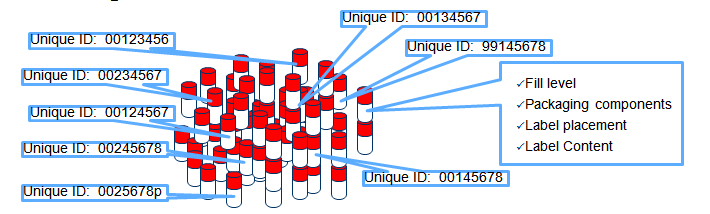 Unique ID: 00134567
Unique ID: 00123456
Unique ID: 99145678
Unique ID: 00234567
✓Fill level
✓Packaging components
✓Label placement
✓Label Content
Unique ID: 00124567
Unique ID: 00245678
Unique ID: 00145678
Unique ID: 0025678p